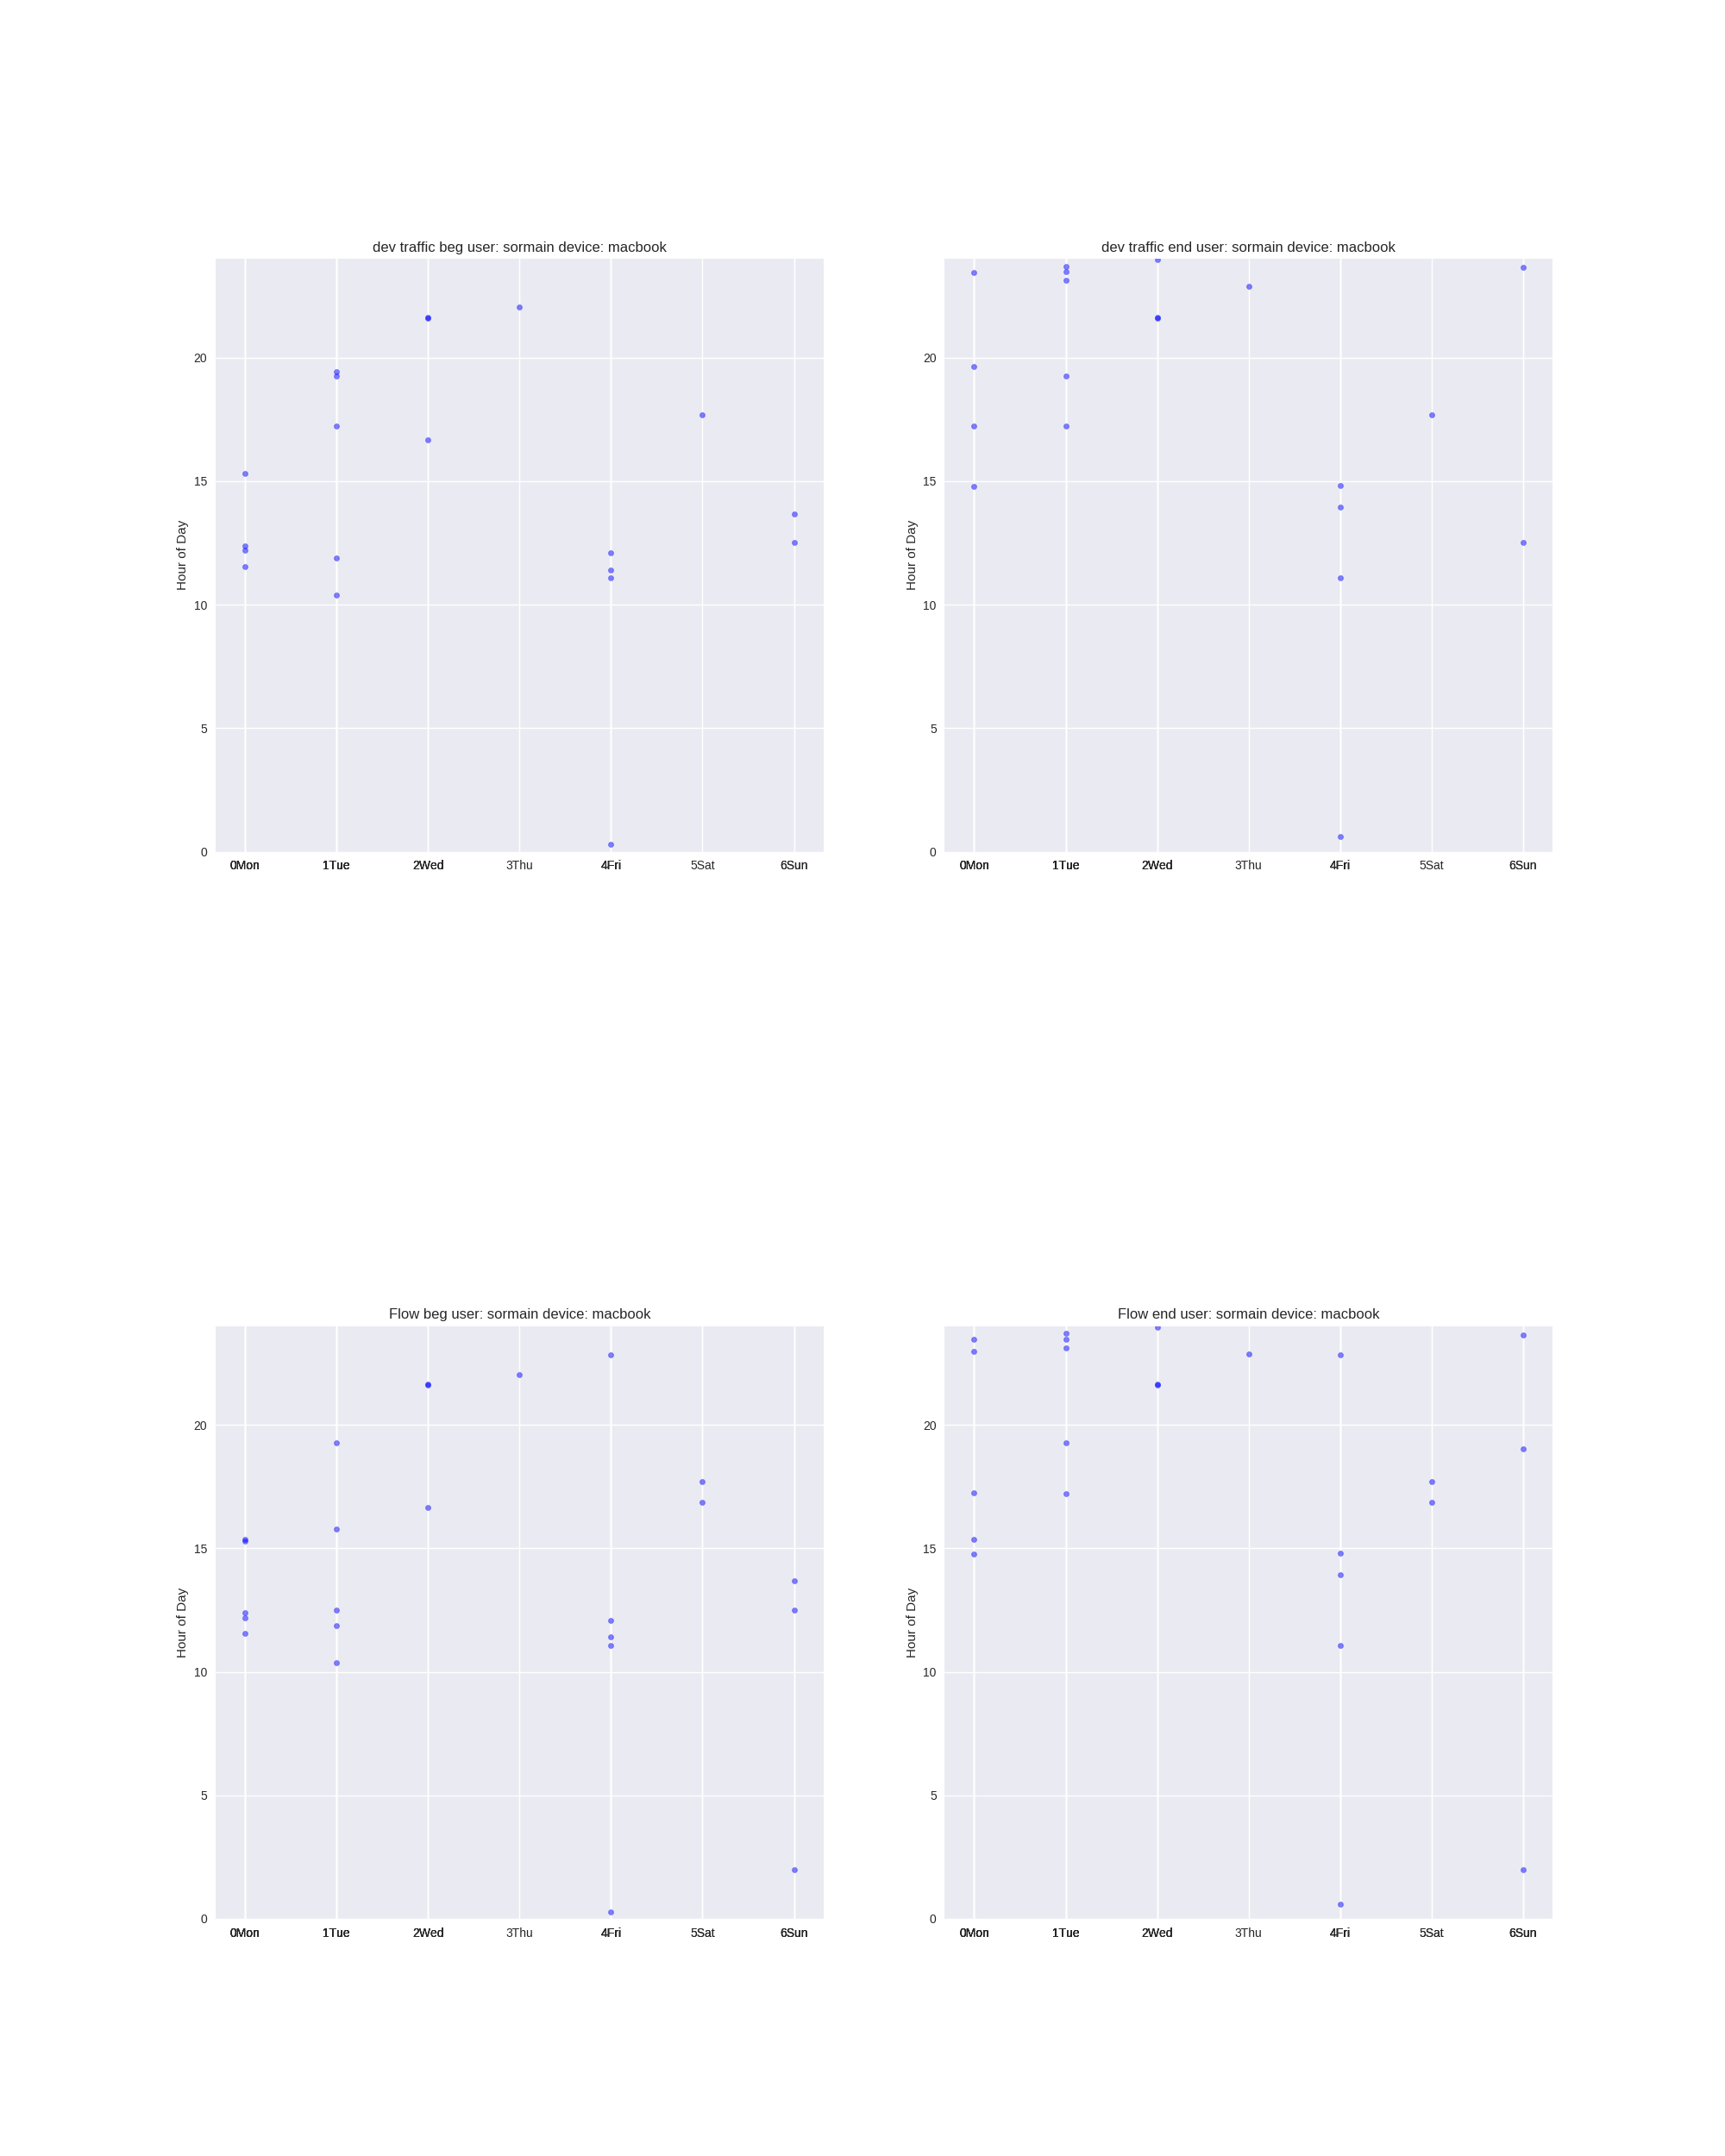 dev traffic beg user: sormain device: macbook
Hour of Day
20
15
10
5
0
0Mon 1Tue 2Wed 3Thu 4Fri 5Sat 6Sun
dev traffic end user: sormain device: macbook
Hour of Day
20
15
10
5
0
0Mon 1Tue 2Wed 3Thu 4Fri 5Sat 6Sun
Flow beg user: sormain device: macbook
Hour of Day
20
15
10
5
0
0Mon 1Tue 2Wed 3Thu 4Fri 5Sat 6Sun
Flow end user: sormain device: macbook
Hour of Day
20
15
10
5
0
0Mon 1Tue 2Wed 3Thu 4Fri 5Sat 6Sun